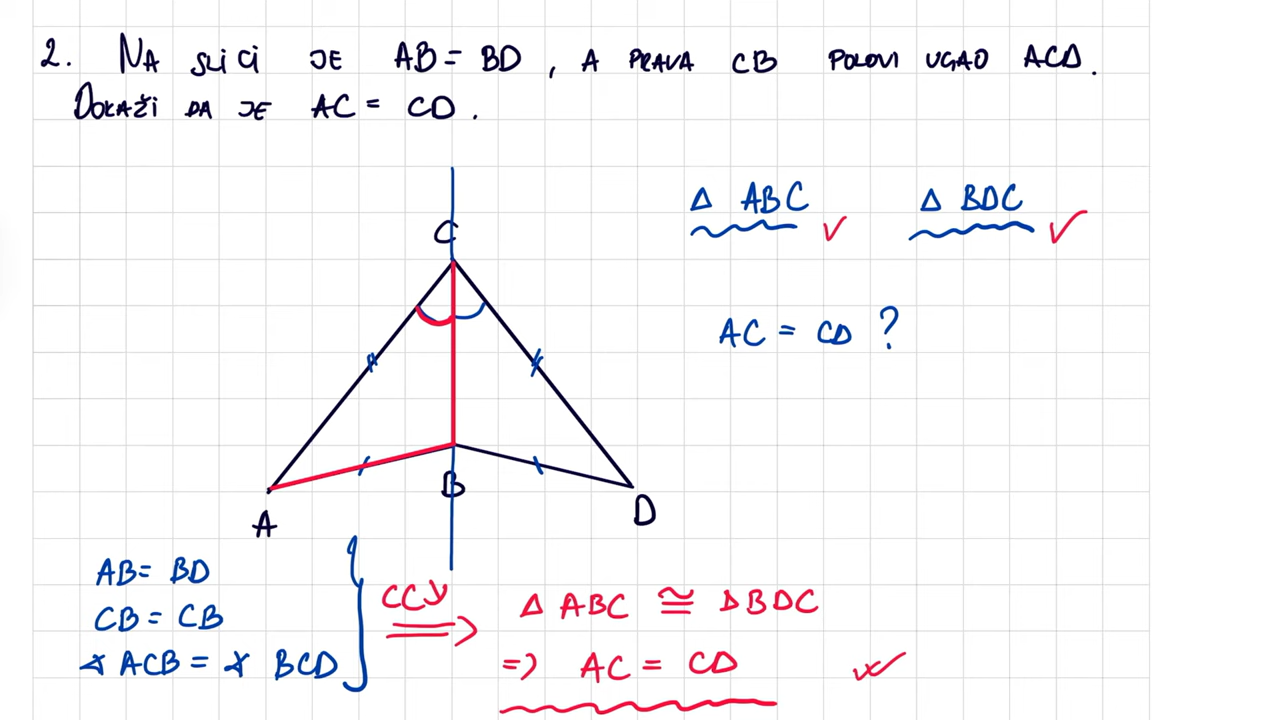 2. NA SLICI JE AB = BD, A PRAVA CB POLOVI UGAO ACD.
DOKAŽI DA JE AC = CD.
Δ ABC ✓ Δ BDC ✓
C
AC = CD ?
B
A D
AB = BD
CB = CB
∢ ACB = ∢ BCD
CCУ
⇒ Δ ABC ≅ Δ BDC
⇒ AC = CD ✓